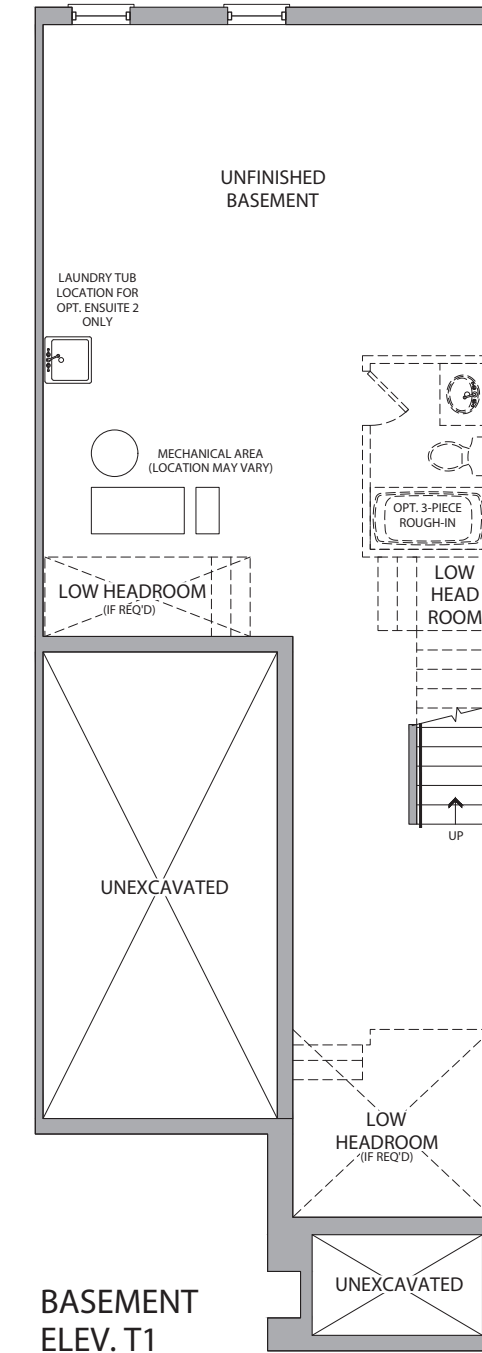 UNFINISHED
BASEMENT
LAUNDRY TUB
LOCATION FOR
OPT. ENSUITE 2
ONLY
MECHANICAL AREA
(LOCATION MAY VARY)
OPT. 3-PIECE
ROUGH-IN
LOW HEADROOM
(IF REQ'D)
LOW
HEAD
ROOM
UP
UNEXCAVATED
LOW
HEADROOM
(IF REQ'D)
UNEXCAVATED
BASEMENT
ELEV. T1